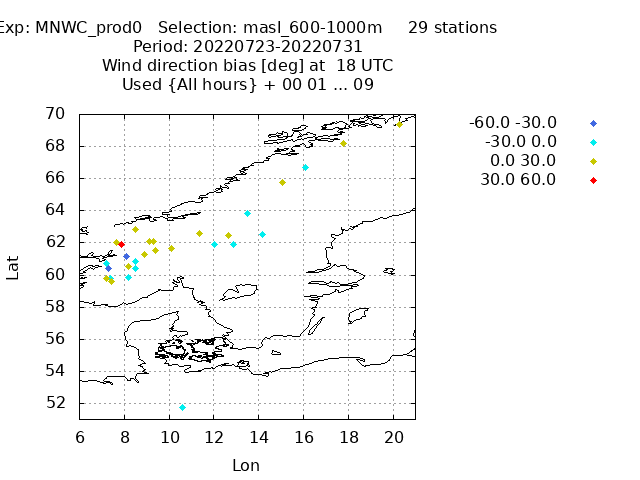 Exp: MNWC_prod0   Selection: masl_600-1000m     29 stations
Period: 20220723-20220731
Wind direction bias [deg] at  18 UTC
Used {All hours} + 00 01 ... 09
-60.0 -30.0
-30.0 0.0
0.0 30.0
30.0 60.0
70
68
66
64
62
60
58
56
54
52
Lat
6 8 10 12 14 16 18 20
Lon